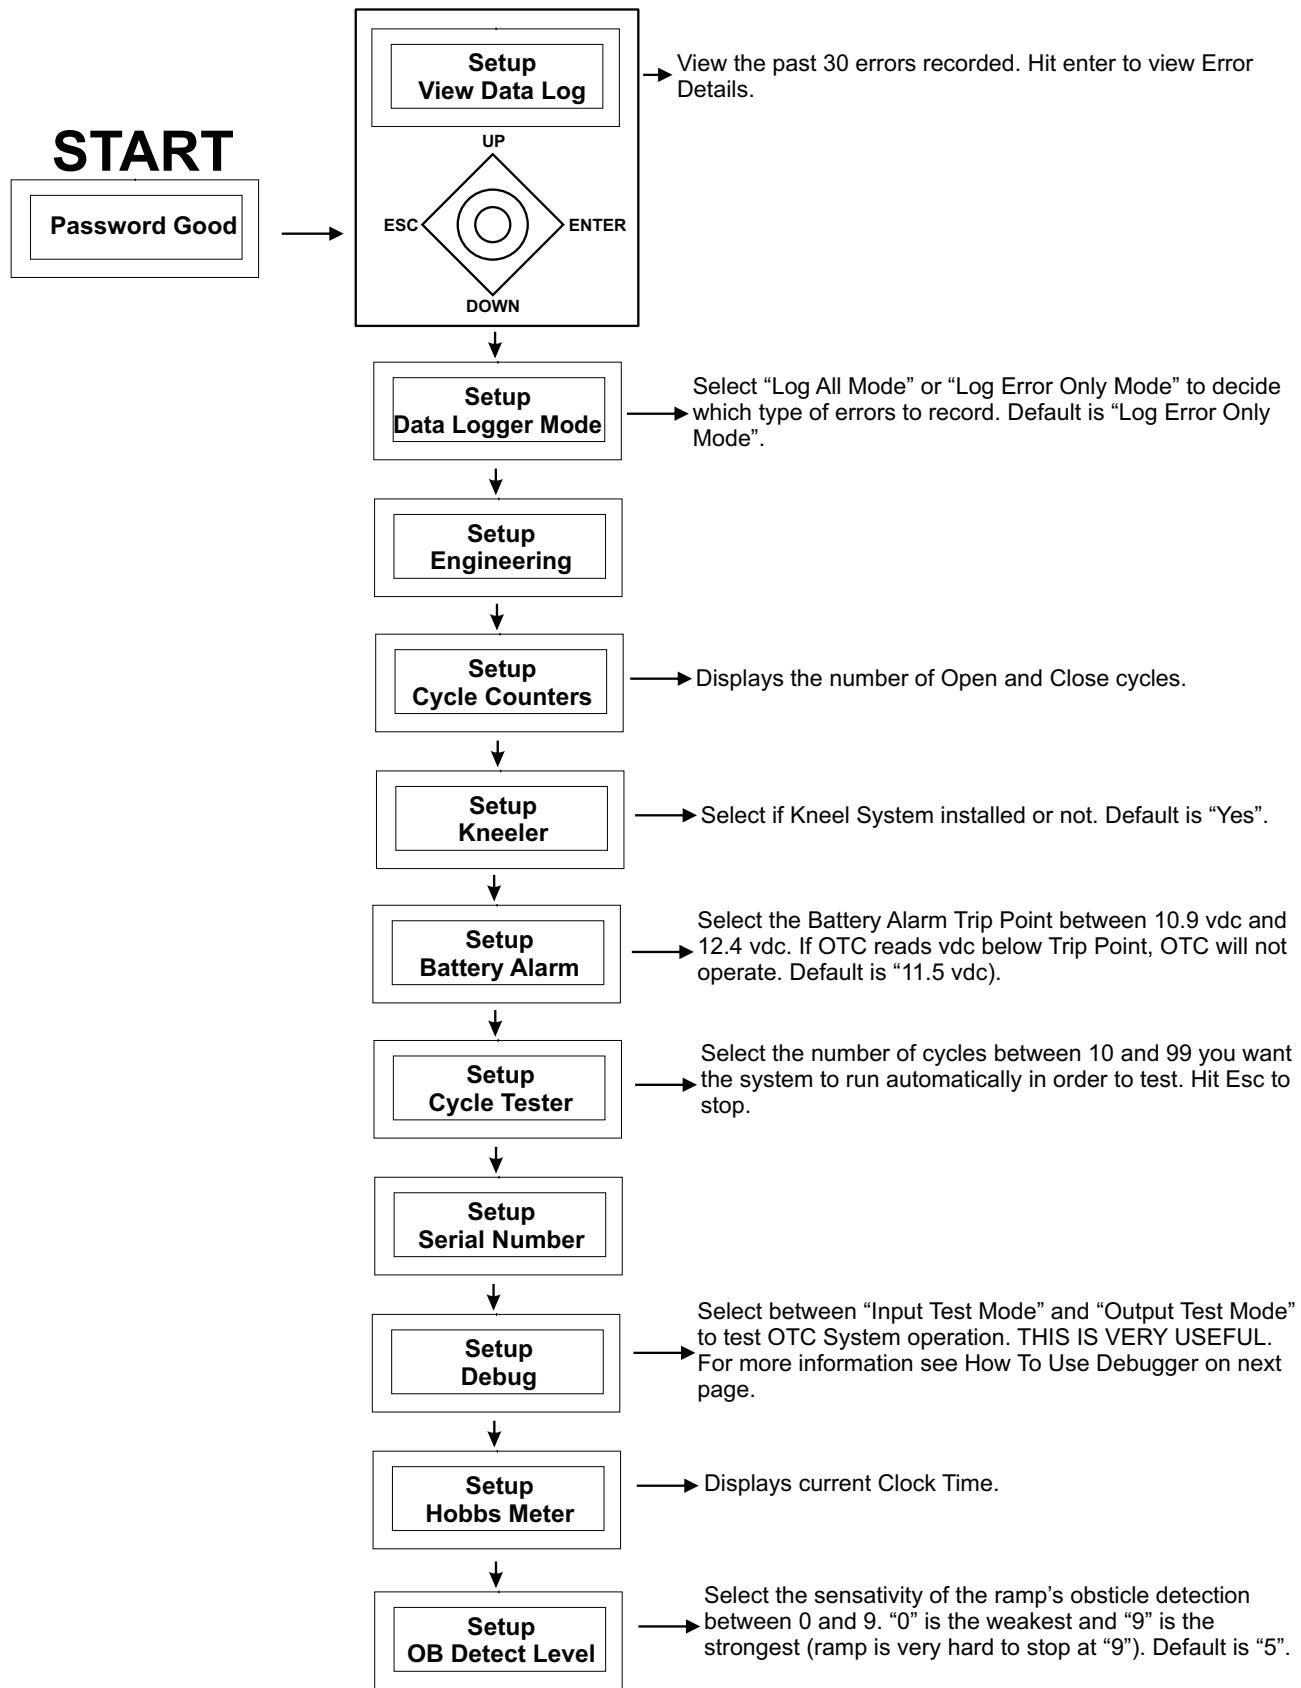 START
Password Good
Setup
View Data Log
UP
ESC
ENTER
DOWN
View the past 30 errors recorded. Hit enter to view Error
Details.
Setup
Data Logger Mode
Select “Log All Mode” or “Log Error Only Mode” to decide
which type of errors to record. Default is “Log Error Only
Mode”.
Setup
Engineering
Setup
Cycle Counters
Displays the number of Open and Close cycles.
Setup
Kneeler
Select if Kneel System installed or not. Default is “Yes”.
Setup
Battery Alarm
Select the Battery Alarm Trip Point between 10.9 vdc and
12.4 vdc. If OTC reads vdc below Trip Point, OTC will not
operate. Default is “11.5 vdc).
Setup
Cycle Tester
Select the number of cycles between 10 and 99 you want
the system to run automatically in order to test. Hit Esc to
stop.
Setup
Serial Number
Setup
Debug
Select between “Input Test Mode” and “Output Test Mode”
to test OTC System operation. THIS IS VERY USEFUL.
For more information see How To Use Debugger on next
page.
Setup
Hobbs Meter
Displays current Clock Time.
Setup
OB Detect Level
Select the sensativity of the ramp’s obsticle detection
between 0 and 9. “0” is the weakest and “9” is the
strongest (ramp is very hard to stop at “9”). Default is “5”.